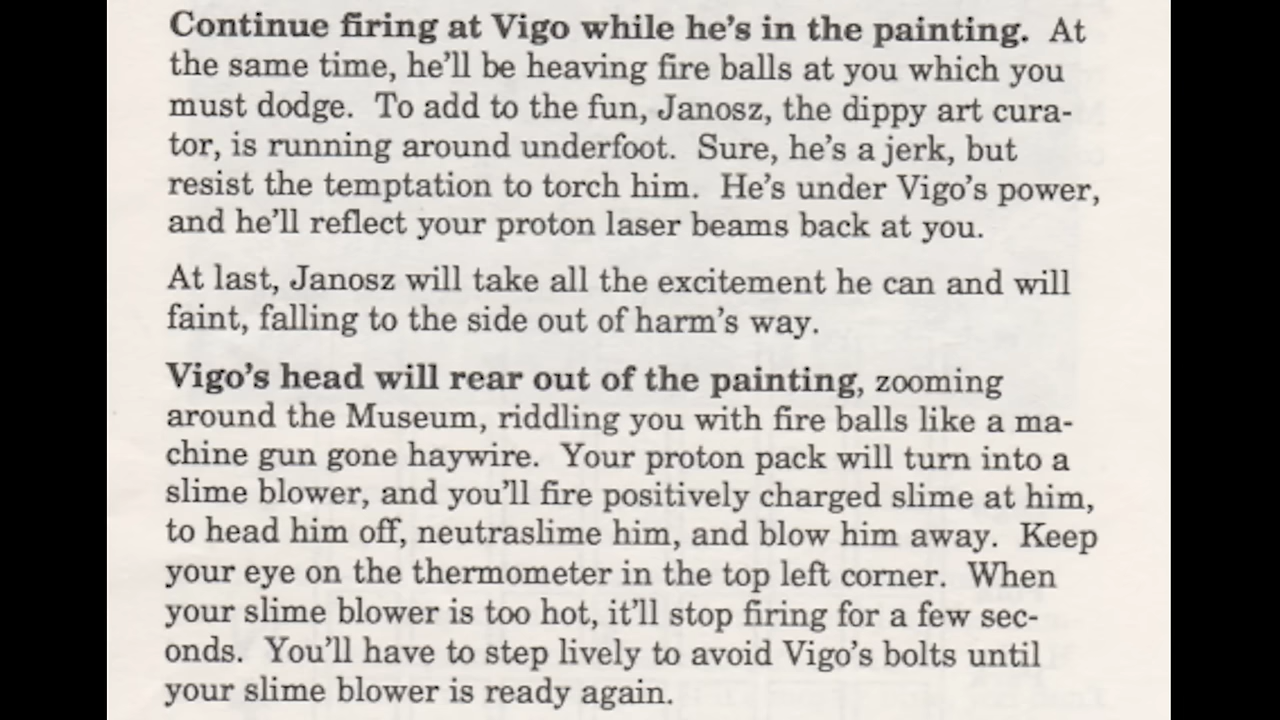 Continue firing at Vigo while he's in the painting. At
the same time, he'll be heaving fire balls at you which you
must dodge. To add to the fun, Janosz, the dippy art cura-
tor, is running around underfoot. Sure, he's a jerk, but
resist the temptation to torch him. He's under Vigo's power,
and he'll reflect your proton laser beams back at you.
At last, Janosz will take all the excitement he can and will
faint, falling to the side out of harm's way.
Vigo's head will rear out of the painting, zooming
around the Museum, riddling you with fire balls like a ma-
chine gun gone haywire. Your proton pack will turn into a
slime blower, and you'll fire positively charged slime at him,
to head him off, neutraslime him, and blow him away. Keep
your eye on the thermometer in the top left corner. When
your slime blower is too hot, it'll stop firing for a few sec-
onds. You'll have to step lively to avoid Vigo's bolts until
your slime blower is ready again.